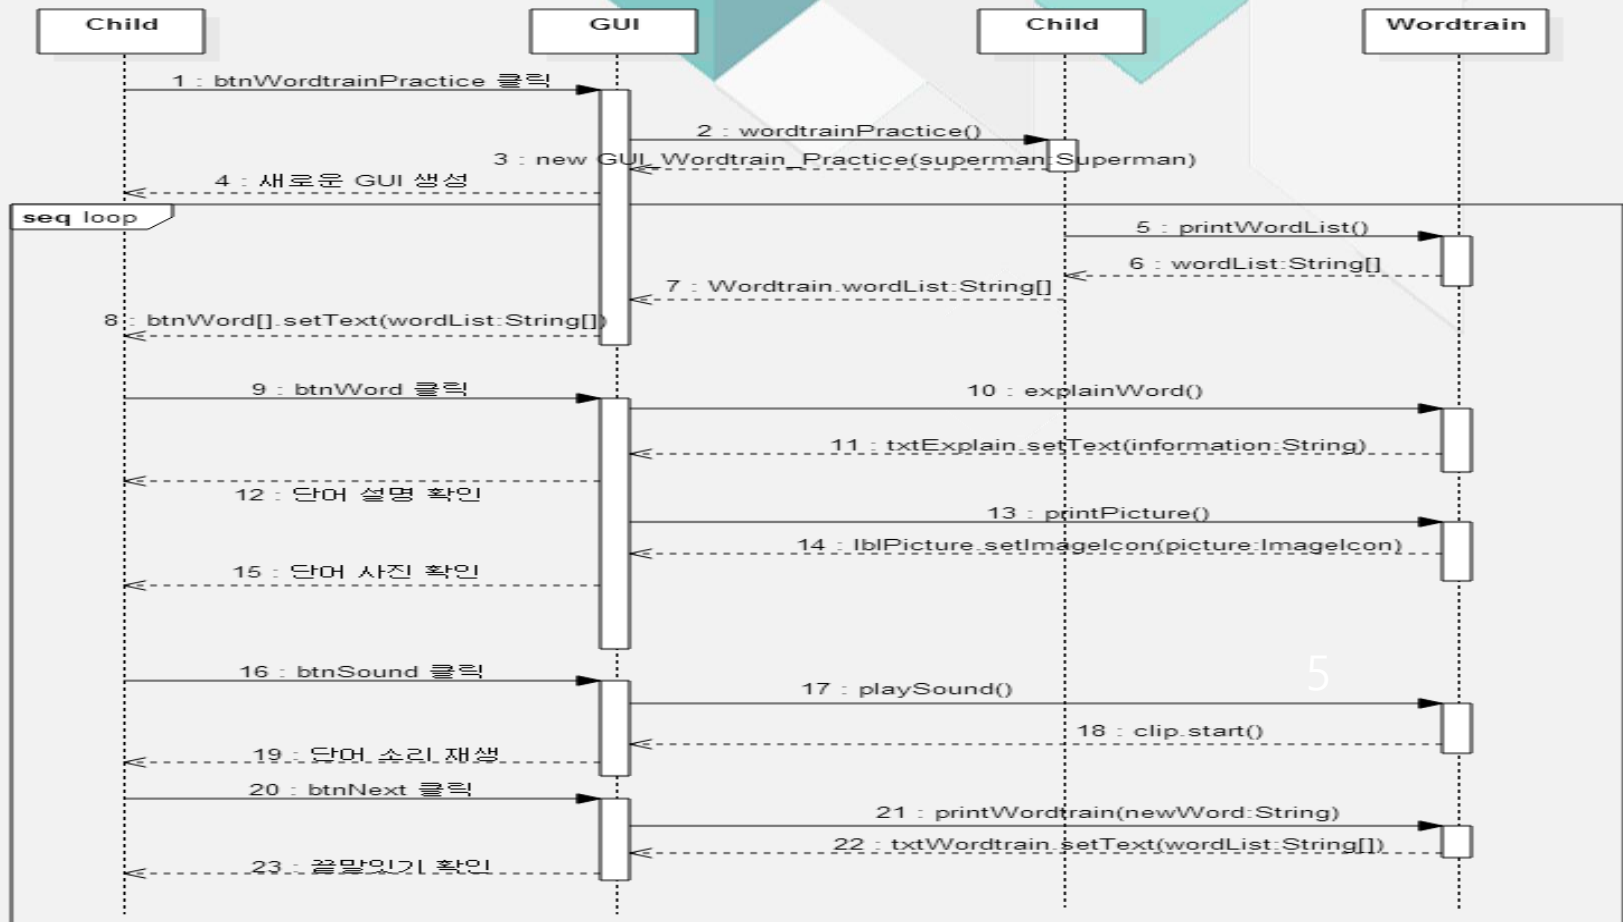 Child
GUI
Child
Wordtrain
1 : btnWordtrainPractice 클릭
2 : wordtrainPractice()
3 : new GUI_Wordtrain_Practice(superman:Superman)
4 : 새로운 GUI 생성
seq loop
5 : printWordList()
6 : wordList:String[]
7 : Wordtrain.wordList:String[]
8 : btnWord[].setText(wordList:String[])
9 : btnWord 클릭
10 : explainWord()
11 : txtExplain.setText(information:String)
12 : 단어 설명 확인
13 : printPicture()
14 : lblPicture.setImageIcon(picture:ImageIcon)
15 : 단어 사진 확인
16 : btnSound 클릭
5
17 : playSound()
18 : clip.start()
19 : 단어 소리 재생
20 : btnNext 클릭
21 : printWordtrain(newWord:String)
22 : txtWordtrain.setText(wordList:String[])
23 : 끝말잇기 확인